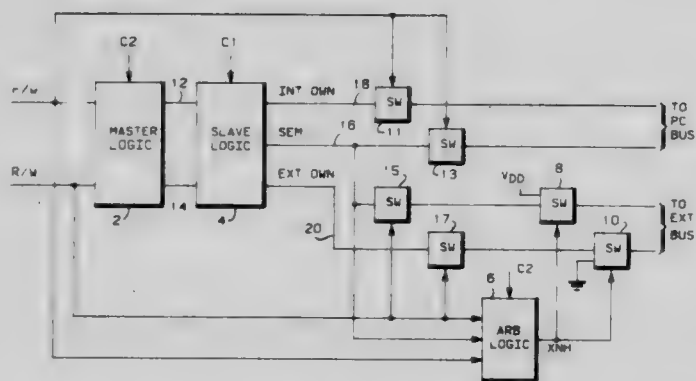 C2
C1
r/w
12
INT OWN
18
SW
11
TO
PC
BUS
MASTER
LOGIC
SLAVE
LOGIC
SEM
16
SW
13
R/W
EXT OWN
15
SW
VDD
8
SW
TO
EXT
BUS
14
2
4
20
17
SW
10
SW
C2
6
ARB
LOGIC
XNH